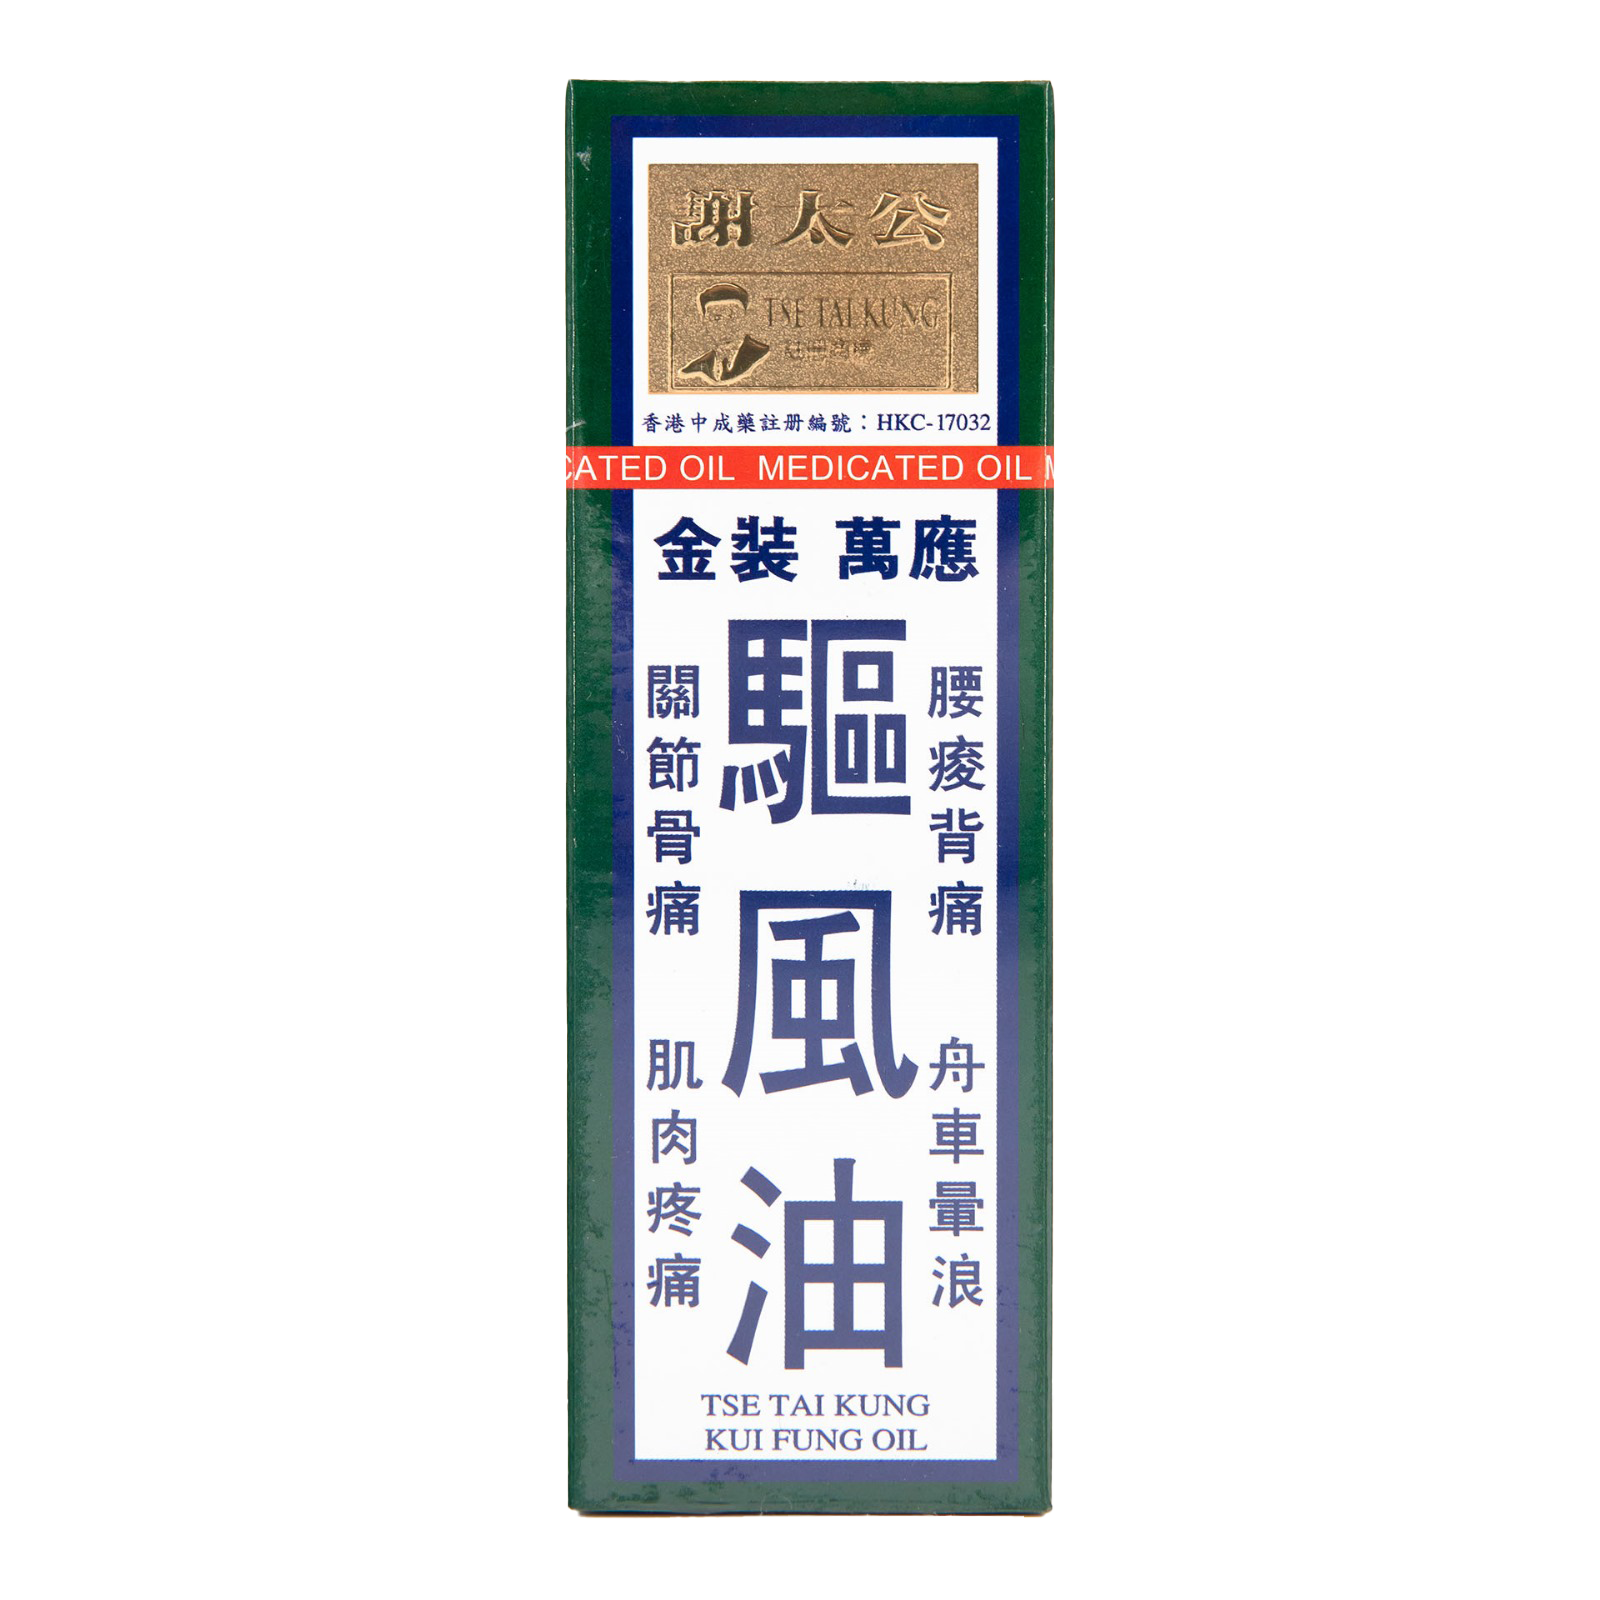 謝太公
TSE TAI KUNG
香港中成藥註册編號：HKC-17032
CATED OIL MEDICATED OIL M
金裝 萬應
驅風油
腰痠背痛
舟車暈浪
關節骨痛
肌肉疼痛
TSE TAI KUNG
KUI FUNG OIL